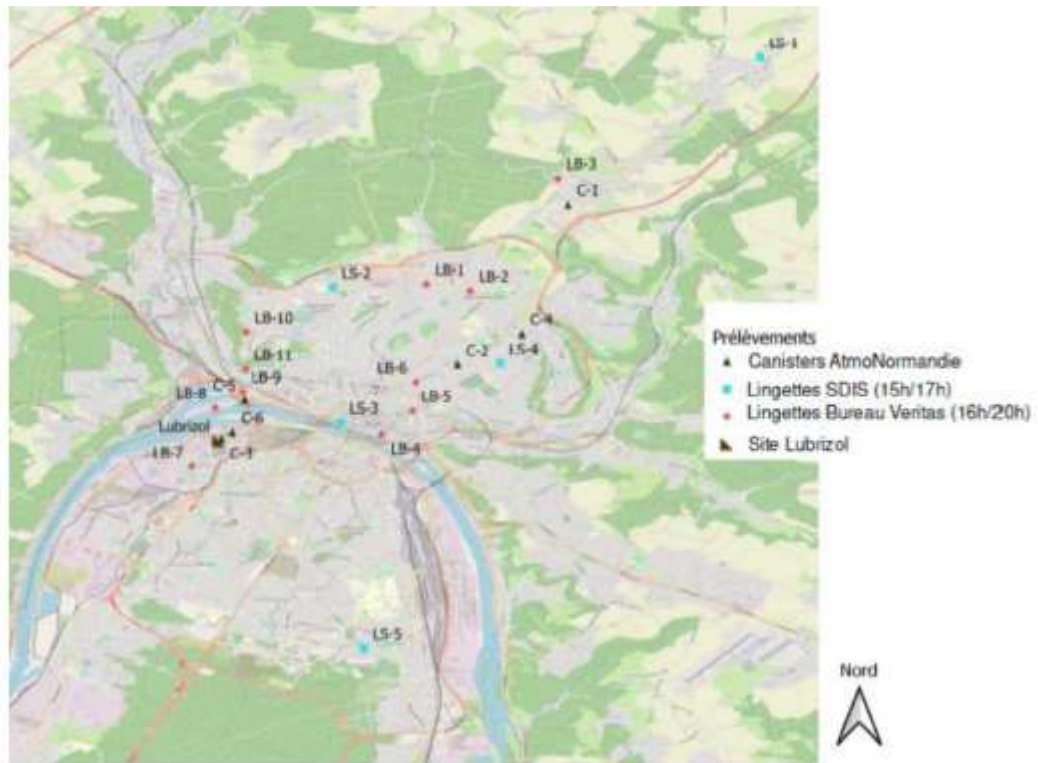 LS-1
LB-3
C-1
LS-2
LB-1
LB-2
LB-10
C-4
C-2
LS-4
LB-11
LB-6
C-5
LB-9
LB-8
LB-5
LS-3
Lubrizol
C-6
LB-4
LB-7
C-3
LS-5
Prélèvements
Canisters AtmoNormandie
Lingettes SDIS (15h/17h)
Lingettes Bureau Veritas (16h/20h)
Site Lubrizol
Nord